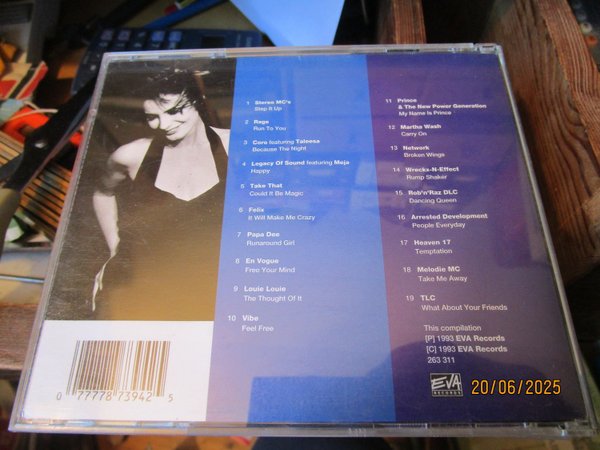 1 Stereo MC's
Step It Up
2 Rage
Run To You
3 Coro featuring Taleesa
Because The Night
4 Legacy Of Sound featuring Meja
Happy
5 Take That
Could It Be Magic
6 Felix
It Will Make Me Crazy
7 Papa Dee
Runaround Girl
8 En Vogue
Free Your Mind
9 Louie Louie
The Thought Of It
10 Vibe
Feel Free
11 Prince
& The New Power Generation
My Name Is Prince
12 Martha Wash
Carry On
13 Network
Broken Wings
14 Wreckx-N-Effect
Rump Shaker
15 Rob'n'Raz DLC
Dancing Queen
16 Arrested Development
People Everyday
17 Heaven 17
Temptation
18 Melodie MC
Take Me Away
19 TLC
What About Your Friends
This compilation
[P] 1993 EVA Records
[C] 1993 EVA Records
263 311
EVA
RECORDS
0 77778 73942 5
20/06/2025